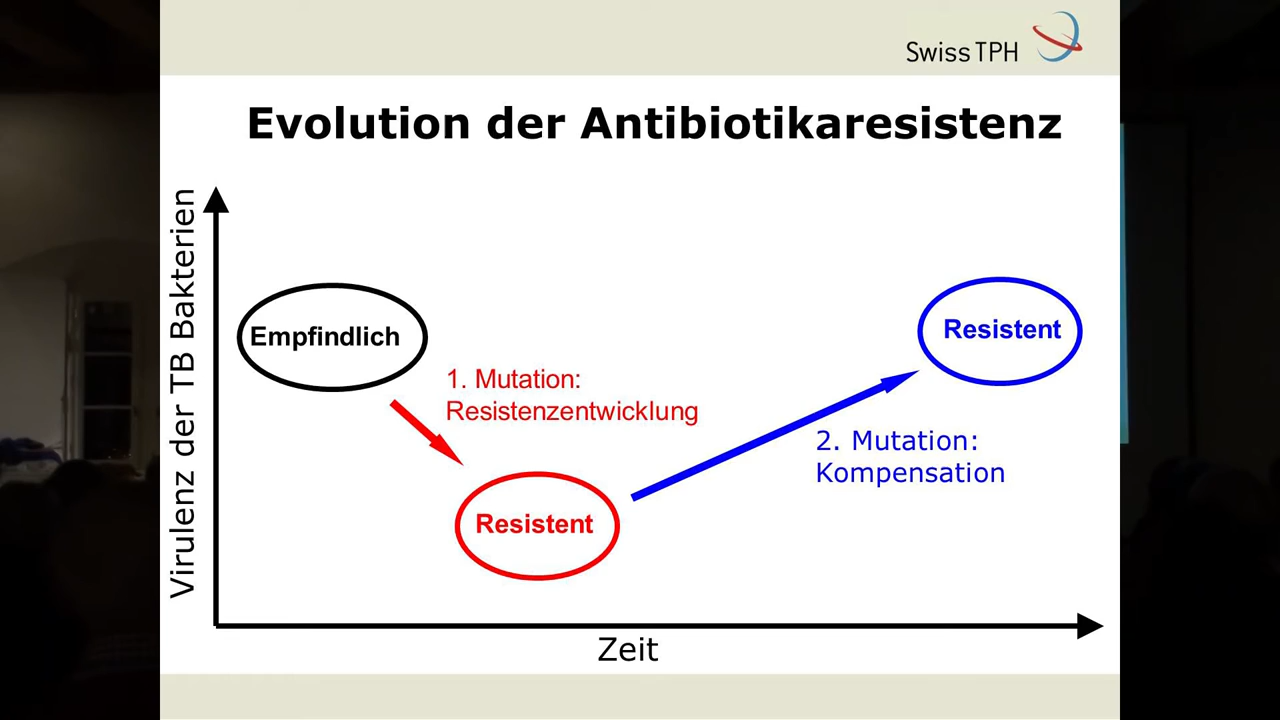 Swiss TPH
Evolution der Antibiotikaresistenz
Virulenz der TB Bakterien
Empfindlich
1. Mutation:
Resistenzentwicklung
Resistent
Resistent
2. Mutation:
Kompensation
Zeit